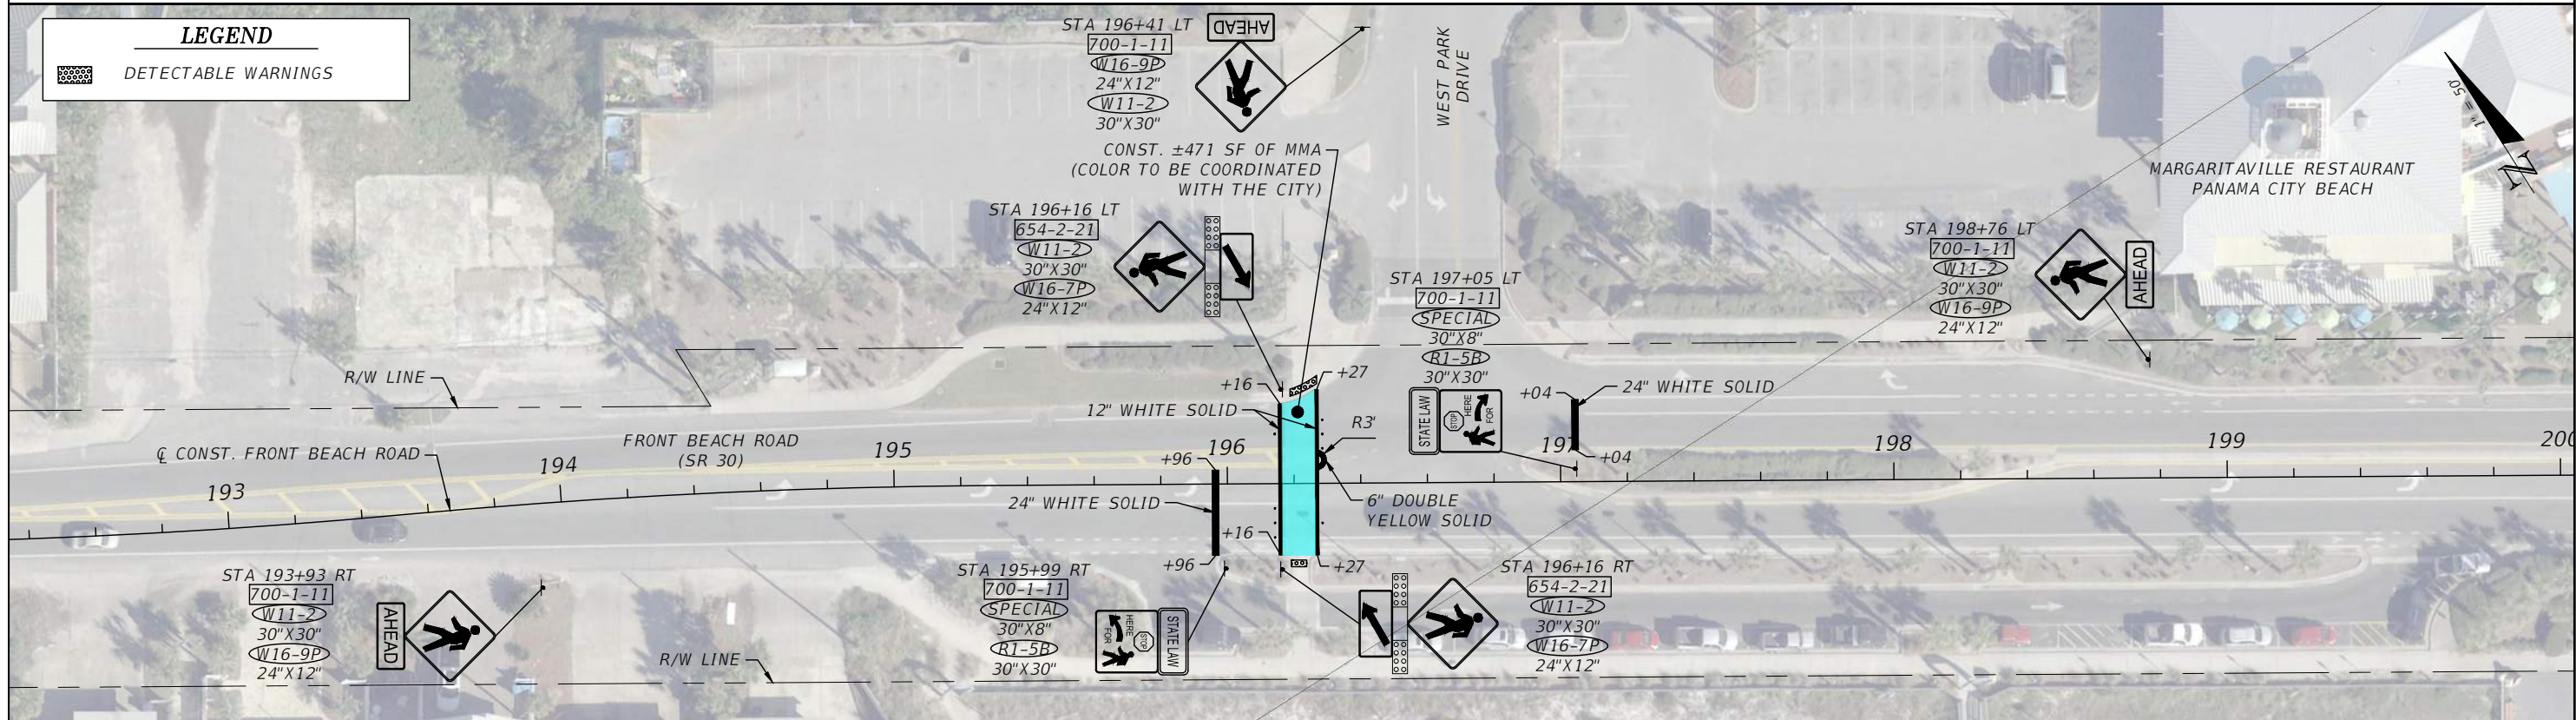 LEGEND
DETECTABLE WARNINGS
STA 196+41 LT
700-1-11
W16-9P
24"X12"
W11-2
30"X30"
AHEAD
WEST PARK
DRIVE
CONST. ±471 SF OF MMA
(COLOR TO BE COORDINATED
WITH THE CITY)
1" = 50'
N
MARGARITAVILLE RESTAURANT
PANAMA CITY BEACH
STA 196+16 LT
654-2-21
W11-2
30"X30"
W16-7P
24"X12"
STA 197+05 LT
700-1-11
SPECIAL
30"X8"
R1-5B
30"X30"
STATE LAW
STOP
HERE
FOR
STA 198+76 LT
700-1-11
W11-2
30"X30"
W16-9P
24"X12"
AHEAD
R/W LINE
+16
+27
12" WHITE SOLID
R3'
+04
24" WHITE SOLID
+04
℄ CONST. FRONT BEACH ROAD
FRONT BEACH ROAD
(SR 30)
193
194
195
196
197
198
199
200
+96
24" WHITE SOLID
+16
+96
+27
6" DOUBLE
YELLOW SOLID
STA 193+93 RT
700-1-11
W11-2
30"X30"
W16-9P
24"X12"
AHEAD
R/W LINE
STA 195+99 RT
700-1-11
SPECIAL
30"X8"
R1-5B
30"X30"
HERE
FOR
STOP
STATE LAW
STA 196+16 RT
654-2-21
W11-2
30"X30"
W16-7P
24"X12"